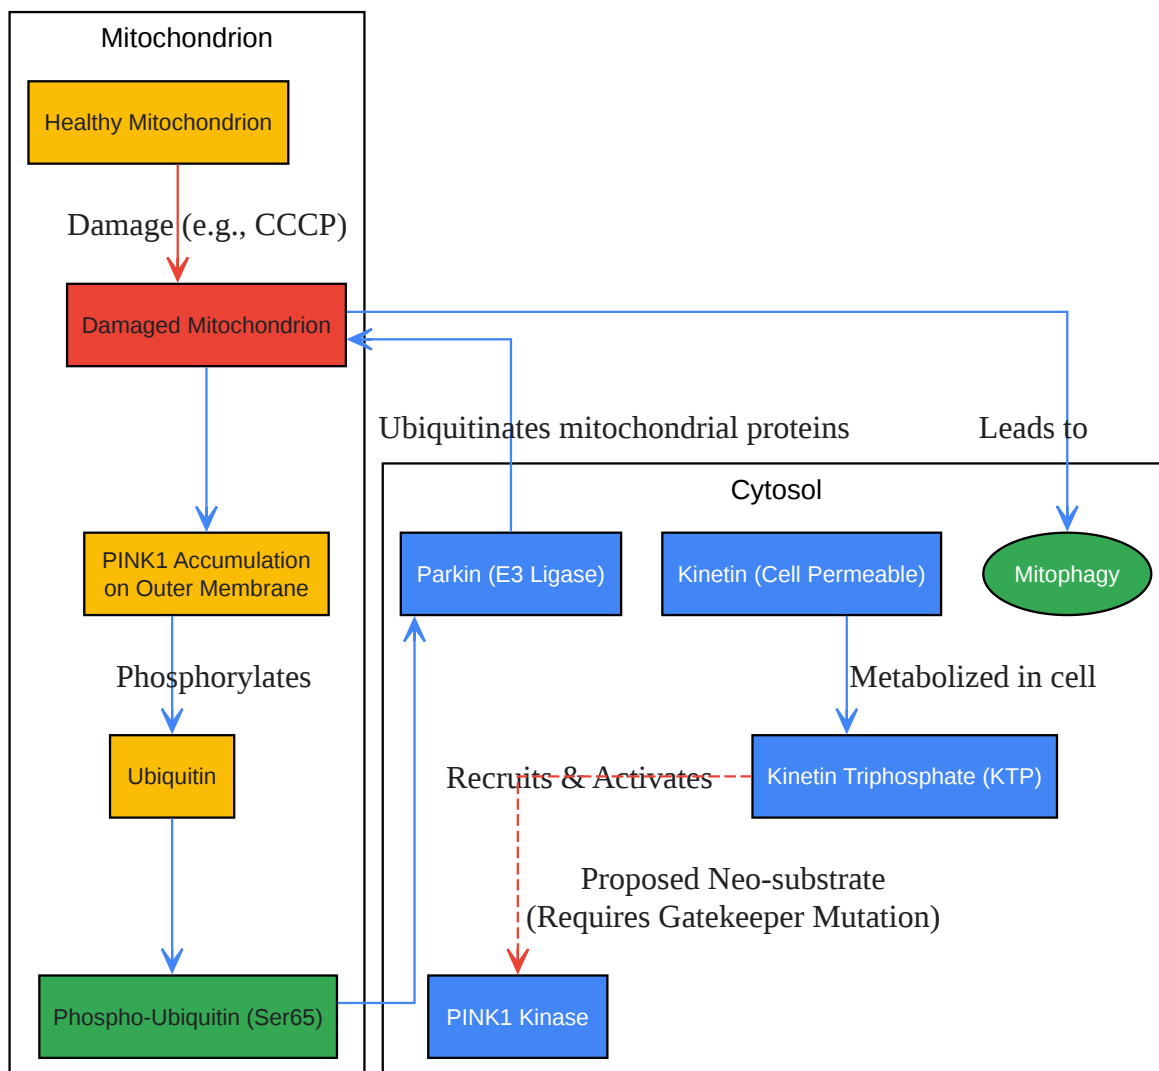 Mitochondrion
Healthy Mitochondrion
Damage (e.g., CCCP)
Damaged Mitochondrion
Ubiquitinates mitochondrial proteins
Leads to
Cytosol
PINK1 Accumulation
on Outer Membrane
Parkin (E3 Ligase)
Kinetin (Cell Permeable)
Mitophagy
Phosphorylates
Metabolized in cell
Ubiquitin
Recruits & Activates
Kinetin Triphosphate (KTP)
Proposed Neo-substrate
(Requires Gatekeeper Mutation)
Phospho-Ubiquitin (Ser65)
PINK1 Kinase